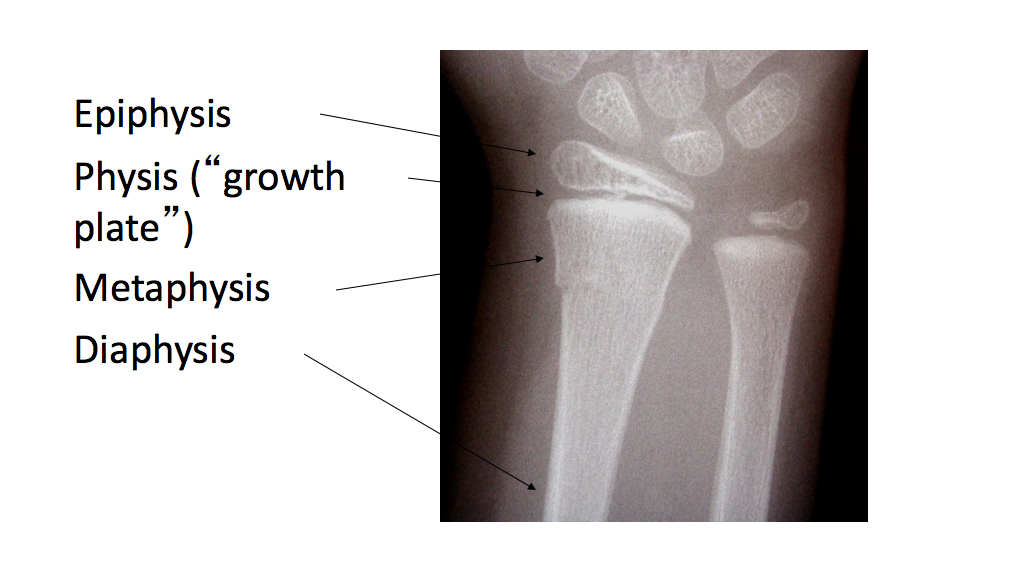 Epiphysis
Physis (“growth
plate”)
Metaphysis
Diaphysis